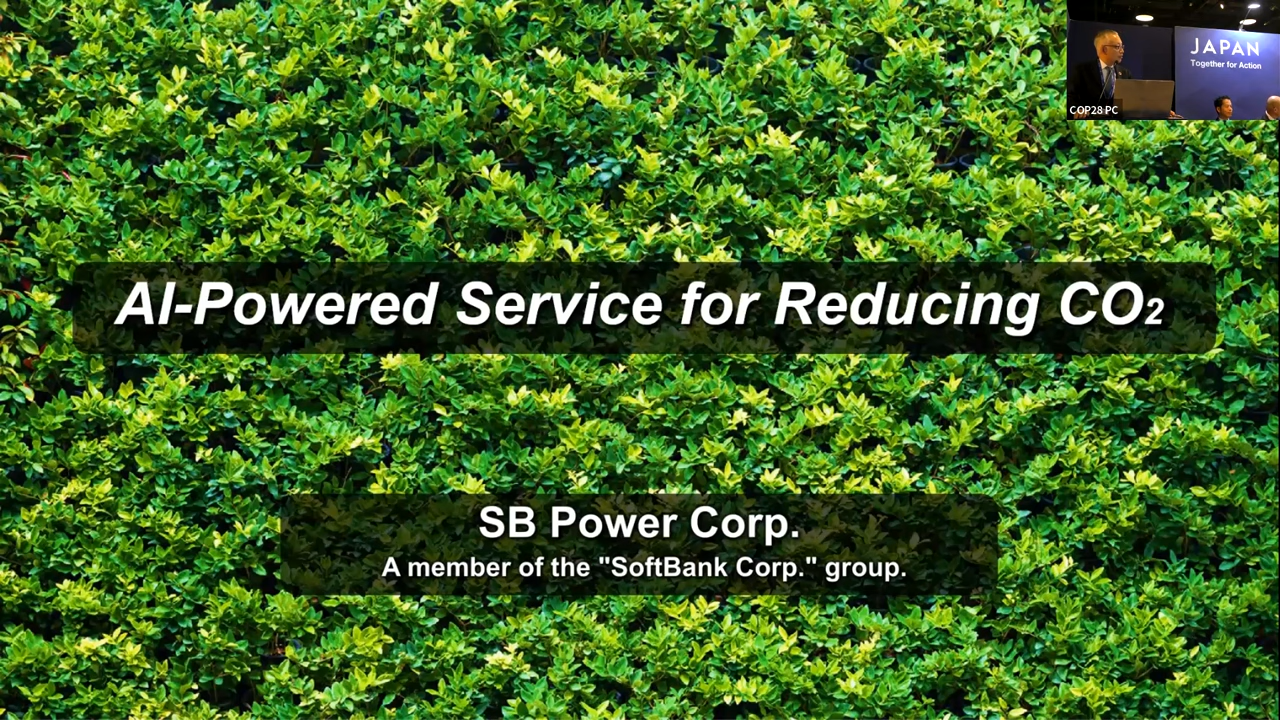 JAPAN
Together for Action
COP28 PC
AI-Powered Service for Reducing CO₂
SB Power Corp.
A member of the "SoftBank Corp." group.